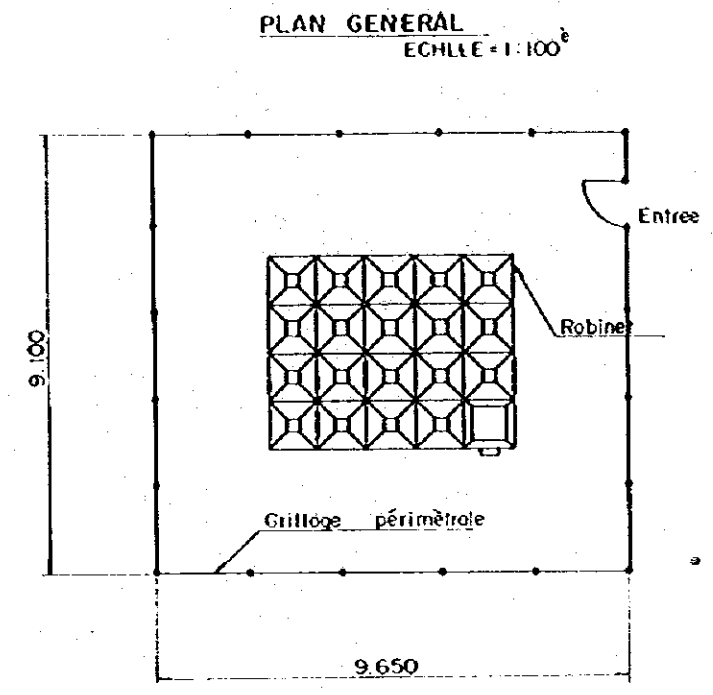 PLAN GENERAL
ECHLLE = 1:100è
Entree
Robinet
9.100
Grillage périmètrale
9.650